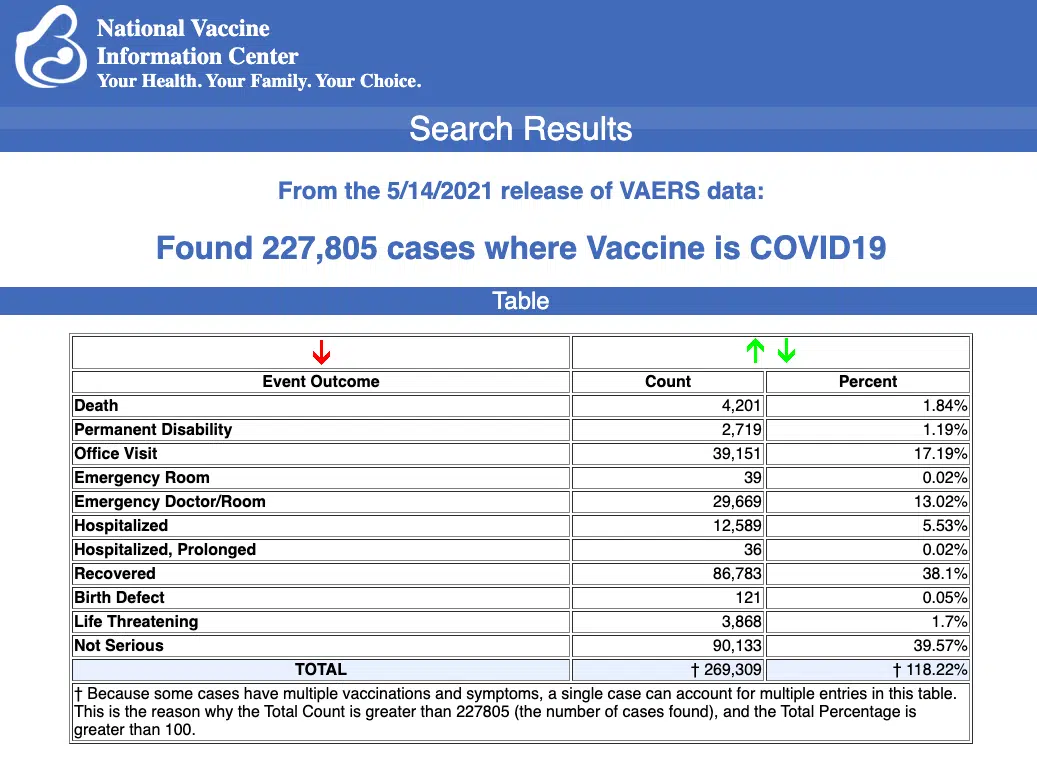 National Vaccine
Information Center
Your Health. Your Family. Your Choice.
Search Results
From the 5/14/2021 release of VAERS data:
Found 227,805 cases where Vaccine is COVID19
Table
↓ ↑ ↓
Event Outcome Count Percent
Death 4,201 1.84%
Permanent Disability 2,719 1.19%
Office Visit 39,151 17.19%
Emergency Room 39 0.02%
Emergency Doctor/Room 29,669 13.02%
Hospitalized 12,589 5.53%
Hospitalized, Prolonged 36 0.02%
Recovered 86,783 38.1%
Birth Defect 121 0.05%
Life Threatening 3,868 1.7%
Not Serious 90,133 39.57%
TOTAL † 269,309 † 118.22%
† Because some cases have multiple vaccinations and symptoms, a single case can account for multiple entries in this table.
This is the reason why the Total Count is greater than 227805 (the number of cases found), and the Total Percentage is
greater than 100.